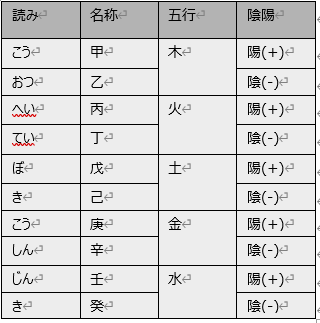 読み 名称 五行 陰陽
こう 甲 木 陽(+)
おつ 乙 陰(-)
へい 丙 火 陽(+)
てい 丁 陰(-)
ぼ 戊 土 陽(+)
き 己 陰(-)
こう 庚 金 陽(+)
しん 辛 陰(-)
じん 壬 水 陽(+)
き 癸 陰(-)